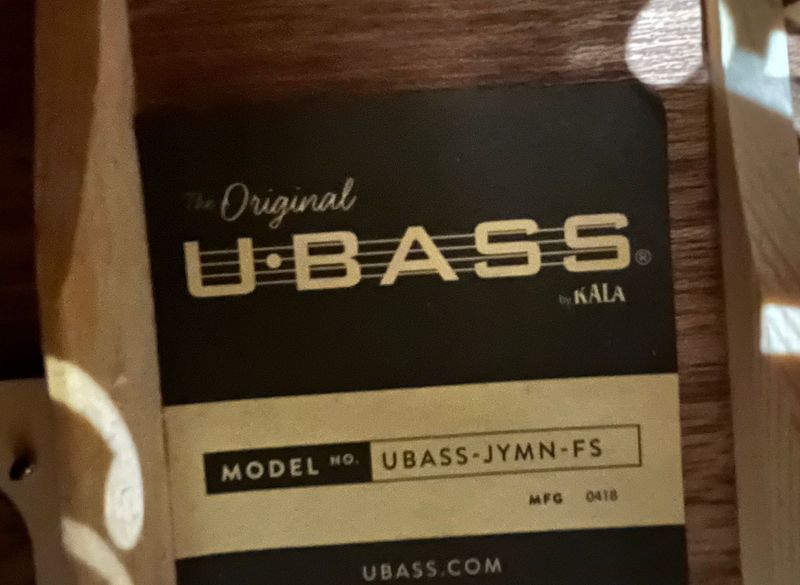 The Original
U•BASS®
by KALA
MODEL NO. UBASS-JYMN-FS
MFG 0418
UBASS.COM